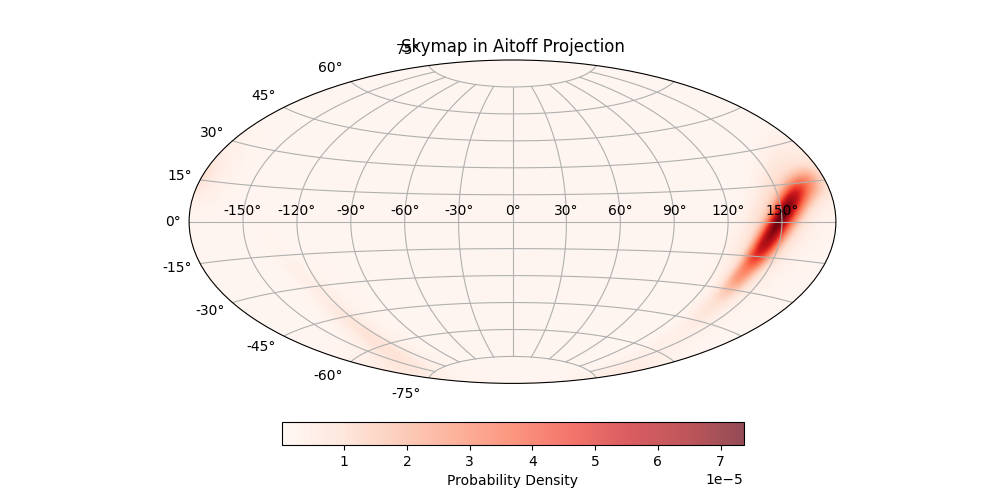 Skymap in Aitoff Projection
75°
60°
45°
30°
15°
0°
-15°
-30°
-45°
-60°
-75°
-150° -120° -90° -60° -30° 0° 30° 60° 90° 120° 150°
1 2 3 4 5 6 7
1e−5
Probability Density